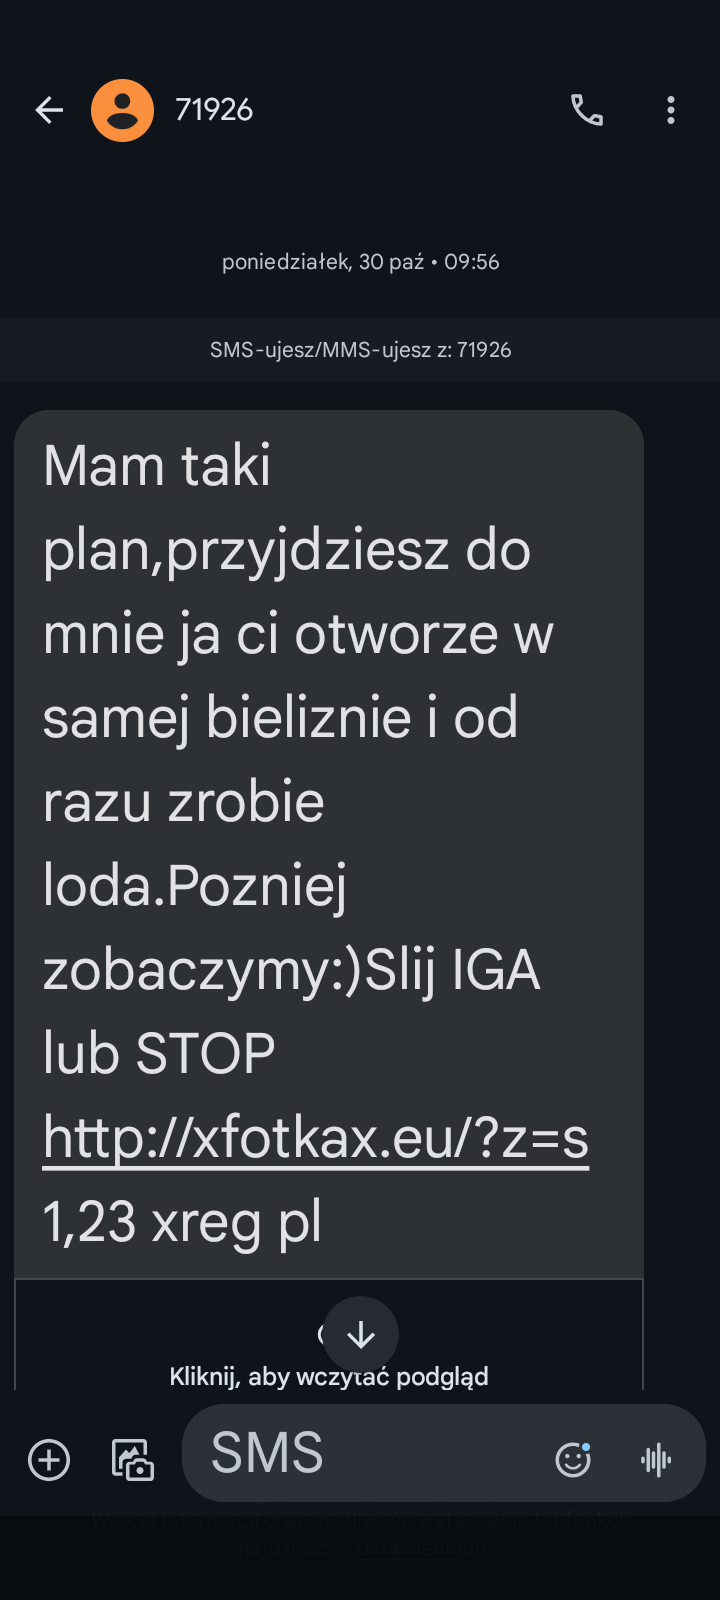 71926
poniedziałek, 30 paź • 09:56
SMS-ujesz/MMS-ujesz z: 71926
Mam taki
plan,przyjdziesz do
mnie ja ci otworze w
samej bieliznie i od
razu zrobie
loda.Pozniej
zobaczymy:)Slij IGA
lub STOP
http://xfotkax.eu/?z=s
1,23 xreg pl
Kliknij, aby wczytać podgląd
SMS
Więcej informacji oraz możliwość wyłączenia tej funkcji
znajdziesz w Ustawieniach.